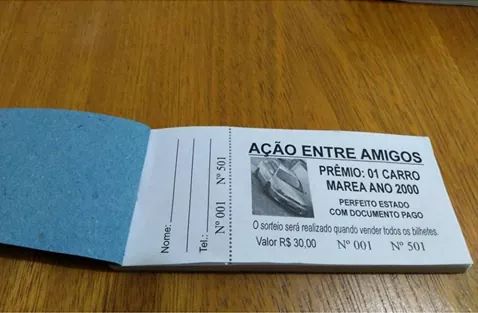 Nome:
Tel.:
Nº 001 Nº 501
AÇÃO ENTRE AMIGOS
PRÊMIO: 01 CARRO
MAREA ANO 2000
PERFEITO ESTADO
COM DOCUMENTO PAGO
O sorteio será realizado quando vender todos os bilhetes.
Valor R$ 30,00 Nº 001 Nº 501